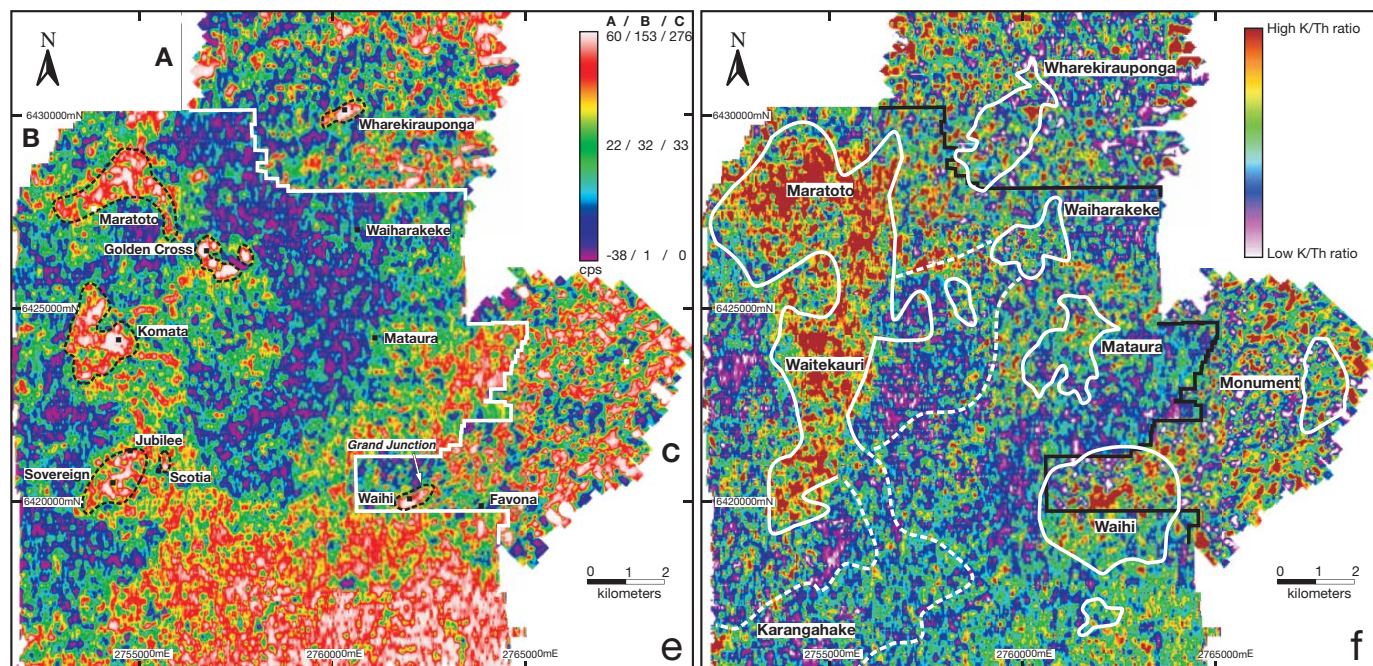 N
A
A / B / C
60 / 153 / 276
22 / 32 / 33
-38 / 1 / 0
cps
6430000mN
B
Wharekirauponga
Maratoto
Waiharakeke
Golden Cross
6425000mN
Komata
Mataura
Grand Junction
Jubilee
C
Sovereign
Scotia
Waihi
Favona
6420000mN
0 1 2
kilometers
2755000mE
2760000mE
2765000mE
e
N
High K/Th ratio
Low K/Th ratio
Wharekirauponga
6430000mN
Maratoto
Waiharakeke
6425000mN
Mataura
Waitekauri
Monument
6420000mN
Waihi
0 1 2
kilometers
Karangahake
2755000mE
2760000mE
2765000mE
f